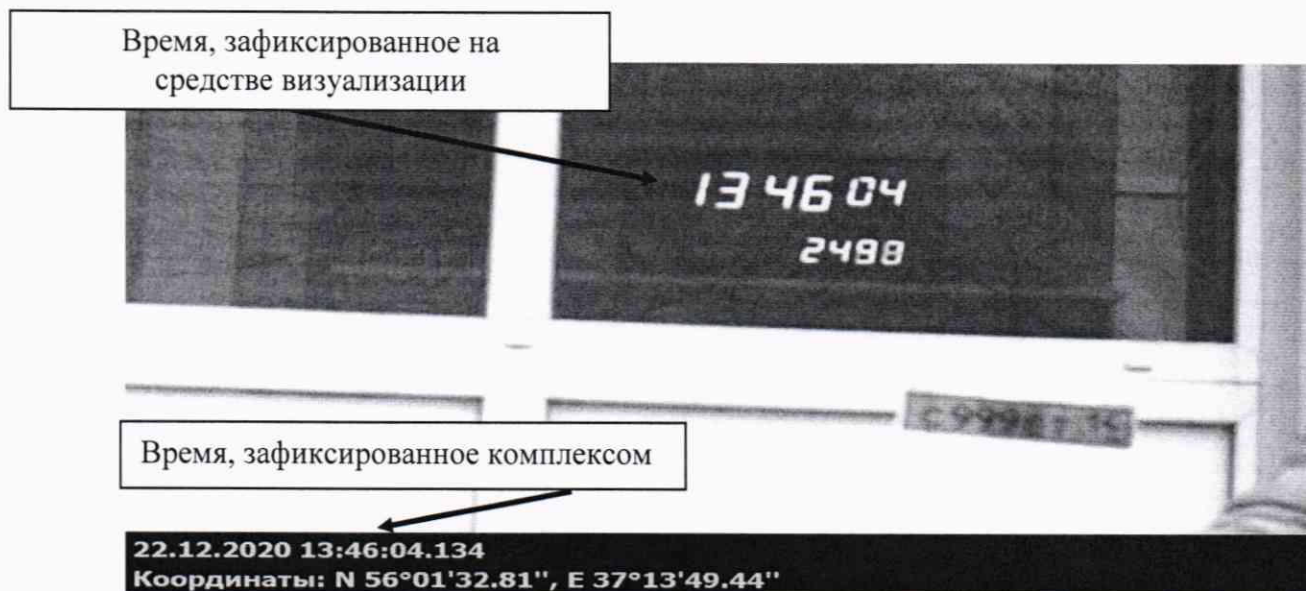 Время, зафиксированное на
средстве визуализации
13 46 04
2498
Время, зафиксированное комплексом
22.12.2020 13:46:04.134
Координаты: N 56°01'32.81'', E 37°13'49.44''